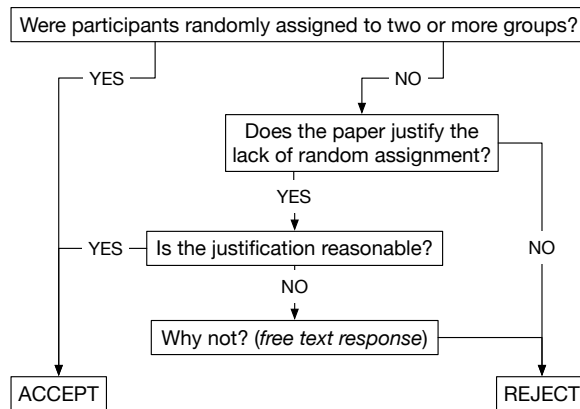 Were participants randomly assigned to two or more groups?
YES
NO
Does the paper justify the
lack of random assignment?
YES
YES
Is the justification reasonable?
NO
NO
Why not? (free text response)
ACCEPT
REJECT